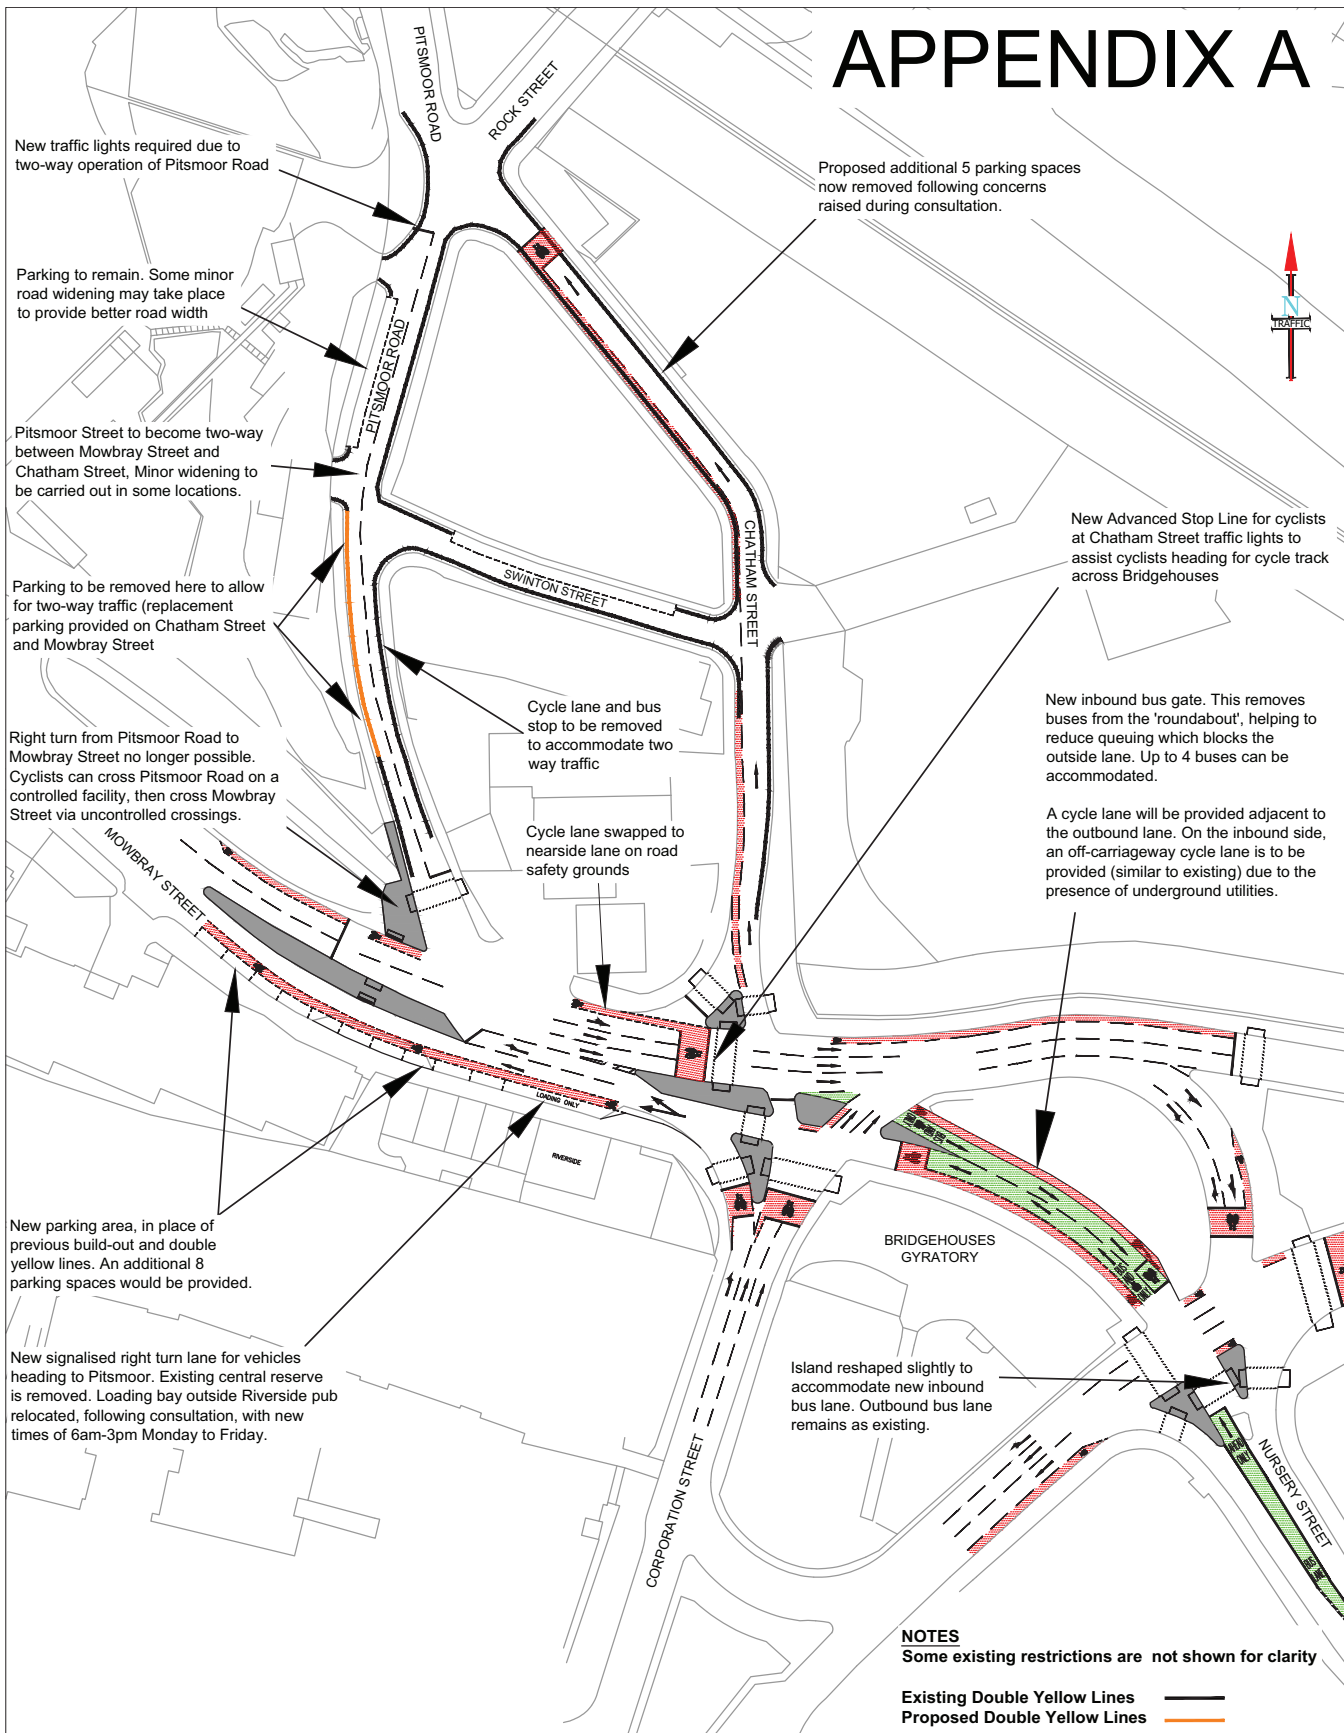 APPENDIX A
PITSMOOR ROAD
ROCK STREET
New traffic lights required due to
two-way operation of Pitsmoor Road
Proposed additional 5 parking spaces
now removed following concerns
raised during consultation.
Parking to remain. Some minor
road widening may take place
to provide better road width
N
TRAFFIC
PITSMOOR ROAD
Pitsmoor Street to become two-way
between Mowbray Street and
Chatham Street, Minor widening to
be carried out in some locations.
New Advanced Stop Line for cyclists
at Chatham Street traffic lights to
assist cyclists heading for cycle track
across Bridgehouses
CHATHAM STREET
SWINTON STREET
Parking to be removed here to allow
for two-way traffic (replacement
parking provided on Chatham Street
and Mowbray Street
Cycle lane and bus
stop to be removed
to accommodate two
way traffic
New inbound bus gate. This removes
buses from the 'roundabout', helping to
reduce queuing which blocks the
outside lane. Up to 4 buses can be
accommodated.
A cycle lane will be provided adjacent to
the outbound lane. On the inbound side,
an off-carriageway cycle lane is to be
provided (similar to existing) due to the
presence of underground utilities.
Right turn from Pitsmoor Road to
Mowbray Street no longer possible.
Cyclists can cross Pitsmoor Road on a
controlled facility, then cross Mowbray
Street via uncontrolled crossings.
Cycle lane swapped to
nearside lane on road
safety grounds
MOWBRAY STREET
LOADING ONLY
RIVERSIDE
New parking area, in place of
previous build-out and double
yellow lines. An additional 8
parking spaces would be provided.
BRIDGEHOUSES
GYRATORY
New signalised right turn lane for vehicles
heading to Pitsmoor. Existing central reserve
is removed. Loading bay outside Riverside pub
relocated, following consultation, with new
times of 6am-3pm Monday to Friday.
Island reshaped slightly to
accommodate new inbound
bus lane. Outbound bus lane
remains as existing.
CORPORATION STREET
NURSERY STREET
NOTES
Some existing restrictions are not shown for clarity
Existing Double Yellow Lines
Proposed Double Yellow Lines